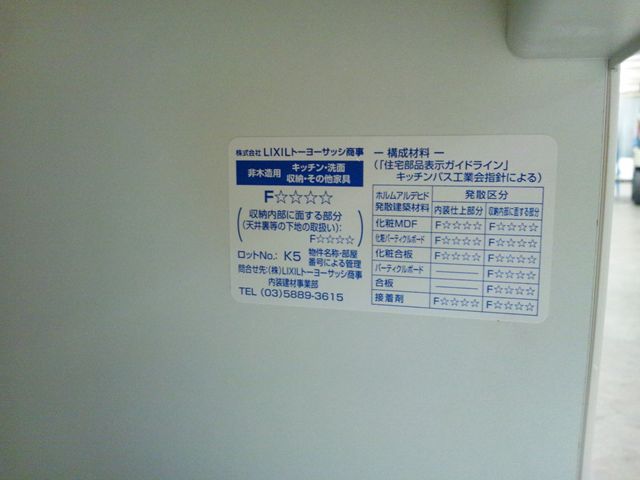 株式会社 LIXILトーヨーサッシ商事
非木造用 キッチン・洗面
収納・その他家具
F☆☆☆☆
(収納内部に面する部分
(天井裏等の下地の取扱い):
F☆☆☆☆)
ロットNo.: K5 物件名称・部屋
番号による管理
問合せ先:(株)LIXILトーヨーサッシ商事
内装建材事業部
TEL (03)5889-3615
― 構成材料 ―
(「住宅部品表示ガイドライン」
キッチンバス工業会指針による)
ホルムアルデヒド
発散建築材料
発散区分
内装仕上部分 収納内部に面する部分
化粧MDF F☆☆☆☆ F☆☆☆☆
化粧パーティクルボード F☆☆☆☆ F☆☆☆☆
化粧合板 F☆☆☆☆ F☆☆☆☆
パーティクルボード ―― F☆☆☆☆
合板 ―― F☆☆☆☆
接着剤 F☆☆☆☆ F☆☆☆☆